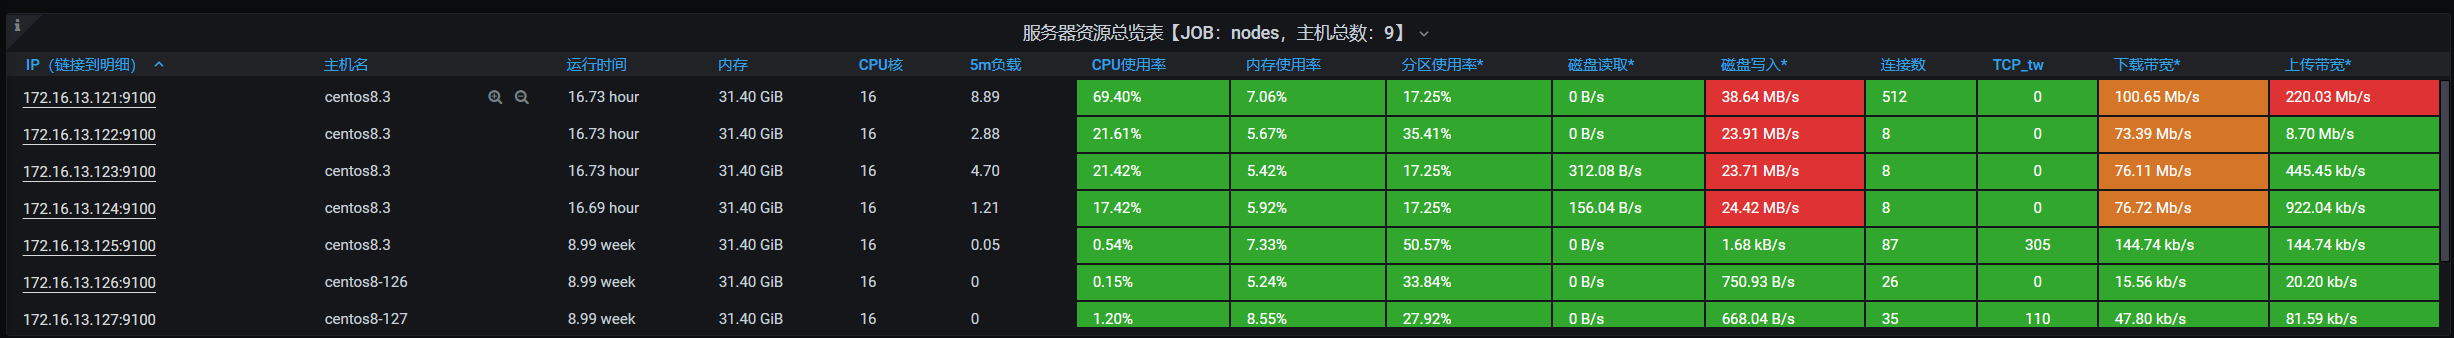 服务器资源总览表【JOB：nodes，主机总数：9】
IP（链接到明细） 主机名 运行时间 内存 CPU核 5m负载 CPU使用率 内存使用率 分区使用率* 磁盘读取* 磁盘写入* 连接数 TCP_tw 下载带宽* 上传带宽*
172.16.13.121:9100 centos8.3 16.73 hour 31.40 GiB 16 8.89 69.40% 7.06% 17.25% 0 B/s 38.64 MB/s 512 0 100.65 Mb/s 220.03 Mb/s
172.16.13.122:9100 centos8.3 16.73 hour 31.40 GiB 16 2.88 21.61% 5.67% 35.41% 0 B/s 23.91 MB/s 8 0 73.39 Mb/s 8.70 Mb/s
172.16.13.123:9100 centos8.3 16.73 hour 31.40 GiB 16 4.70 21.42% 5.42% 17.25% 312.08 B/s 23.71 MB/s 8 0 76.11 Mb/s 445.45 kb/s
172.16.13.124:9100 centos8.3 16.69 hour 31.40 GiB 16 1.21 17.42% 5.92% 17.25% 156.04 B/s 24.42 MB/s 8 0 76.72 Mb/s 922.04 kb/s
172.16.13.125:9100 centos8.3 8.99 week 31.40 GiB 16 0.05 0.54% 7.33% 50.57% 0 B/s 1.68 kB/s 87 305 144.74 kb/s 144.74 kb/s
172.16.13.126:9100 centos8-126 8.99 week 31.40 GiB 16 0 0.15% 5.24% 33.84% 0 B/s 750.93 B/s 26 0 15.56 kb/s 20.20 kb/s
172.16.13.127:9100 centos8-127 8.99 week 31.40 GiB 16 0 1.20% 8.55% 27.92% 0 B/s 668.04 B/s 35 110 47.80 kb/s 81.59 kb/s